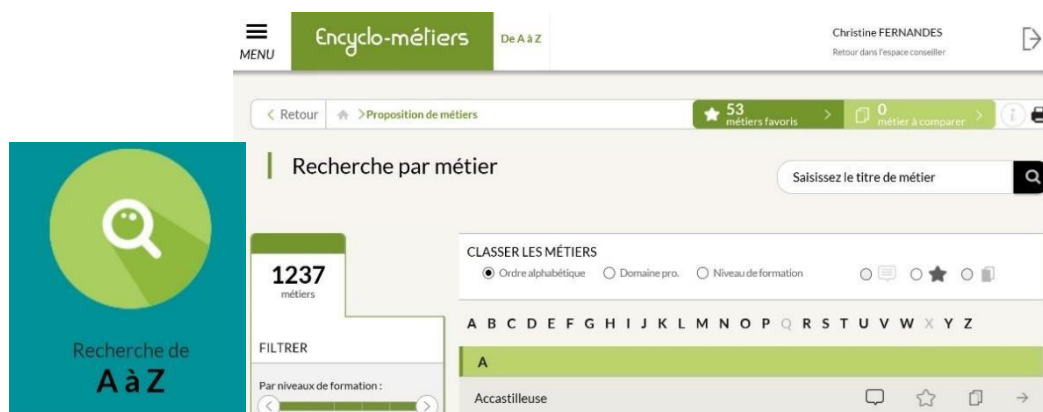 Recherche de
A à Z
MENU
Encyclo-métiers
De A à Z
Christine FERNANDES
Retour dans l'espace conseiller
< Retour
>Proposition de métiers
53
métiers favoris
>
0
métier à comparer
>
i
Recherche par métier
Saisissez le titre de métier
1237
métiers
FILTRER
Par niveaux de formation :
CLASSER LES MÉTIERS
Ordre alphabétique Domaine pro. Niveau de formation
A B C D E F G H I J K L M N O P Q R S T U V W X Y Z
A
Accastilleuse